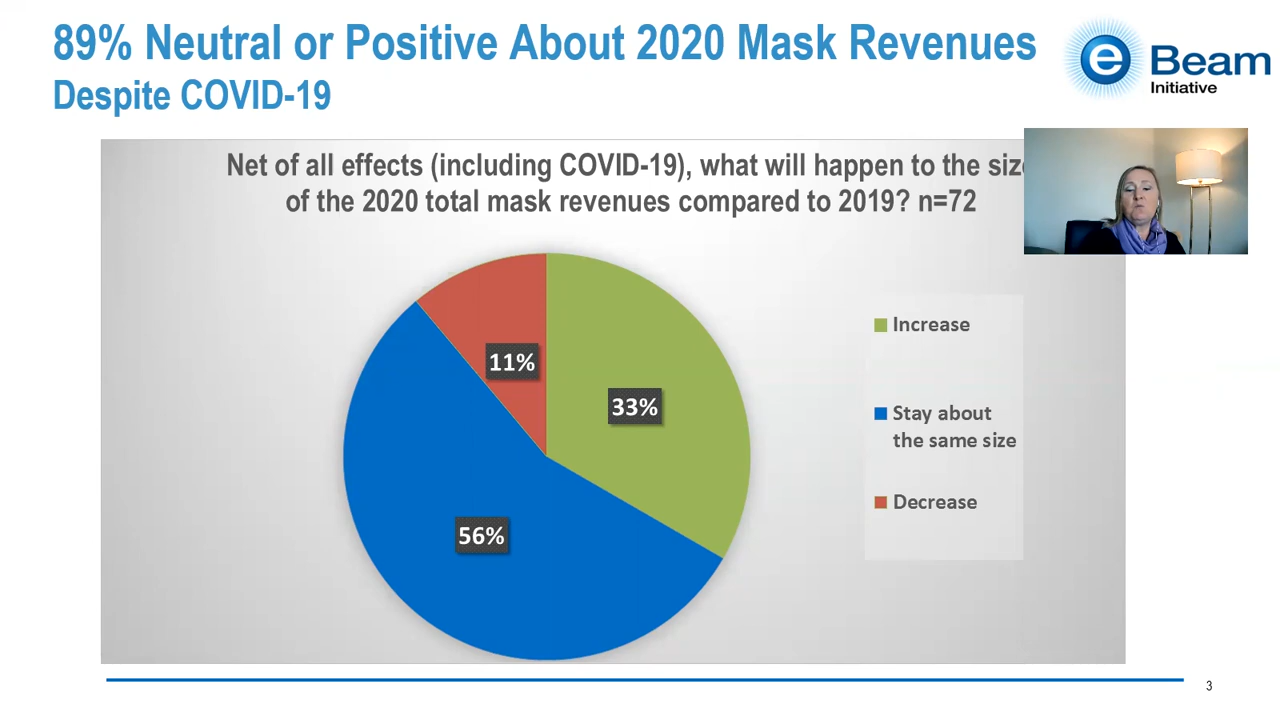 89% Neutral or Positive About 2020 Mask Revenues
Despite COVID-19
e Beam
Initiative
Net of all effects (including COVID-19), what will happen to the
of the 2020 total mask revenues compared to 2019? n=72
11%
33%
56%
Increase
Stay about
the same size
Decrease
3